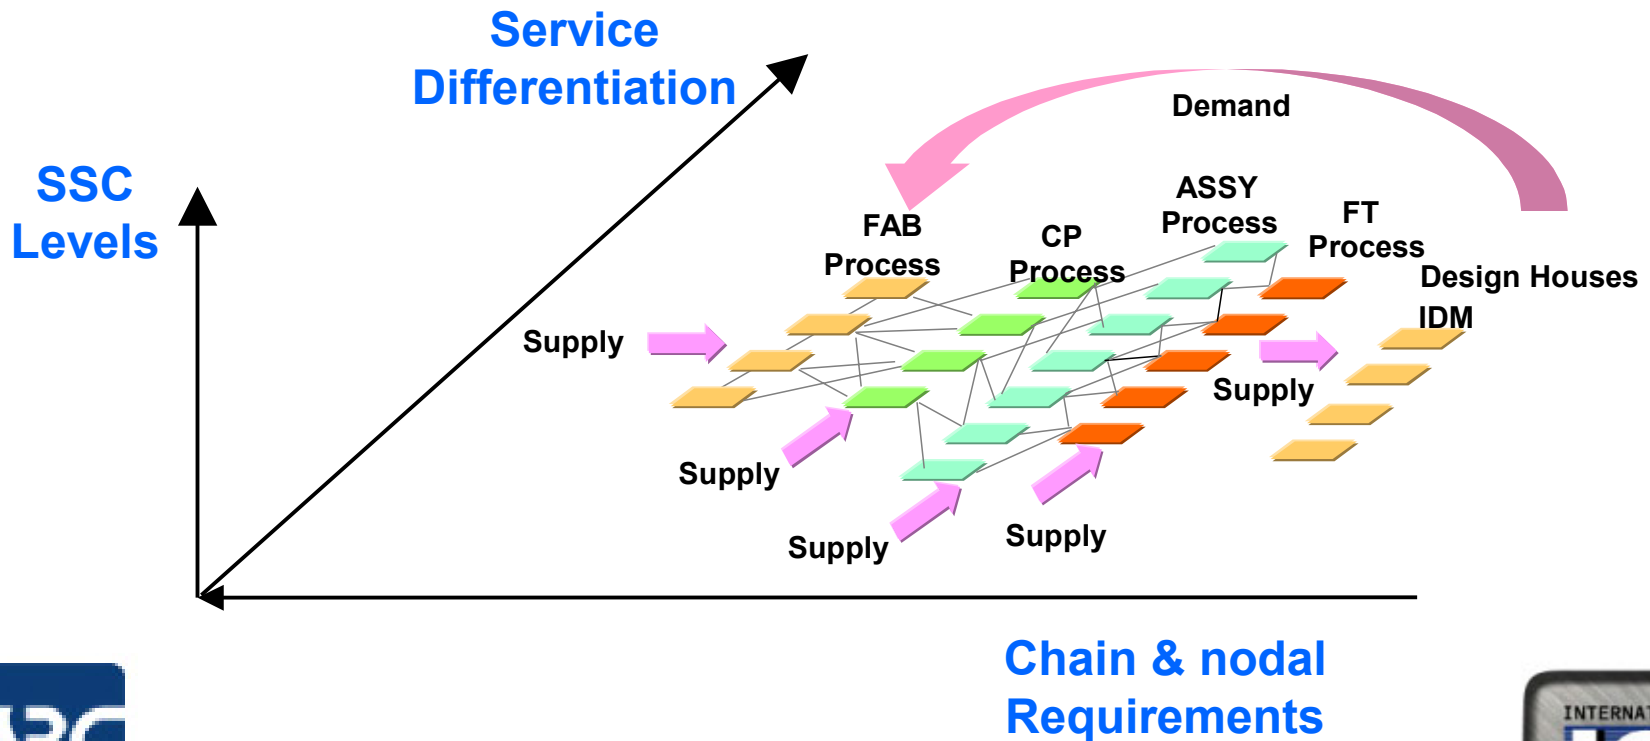 Service
Differentiation
SSC
Levels
Demand
ASSY
Process
FT
Process
FAB
Process
CP
Process
Design Houses
IDM
Supply
Supply
Supply
Supply
Supply
Chain & nodal
Requirements